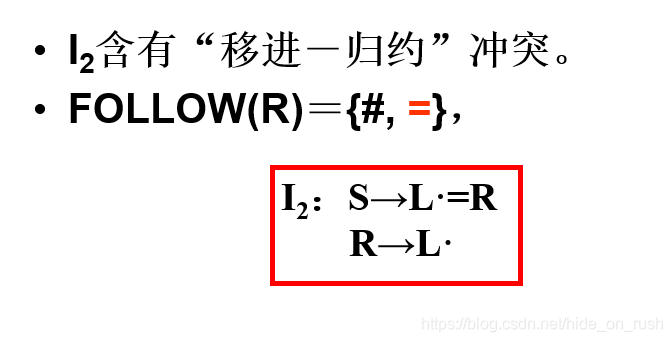 • I₂含有“移进－归约”冲突。
• FOLLOW(R)＝{#, =}，
I₂：S→L·=R
R→L·
https://blog.csdn.net/hide_on_rush